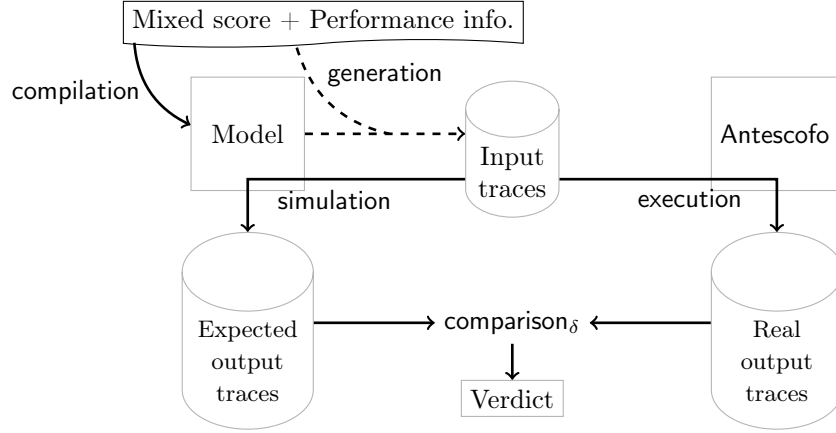 Mixed score + Performance info.
generation
compilation
Model
Antescofo
Input
traces
simulation
execution
Expected
output
traces
comparisonδ
Real
output
traces
Verdict